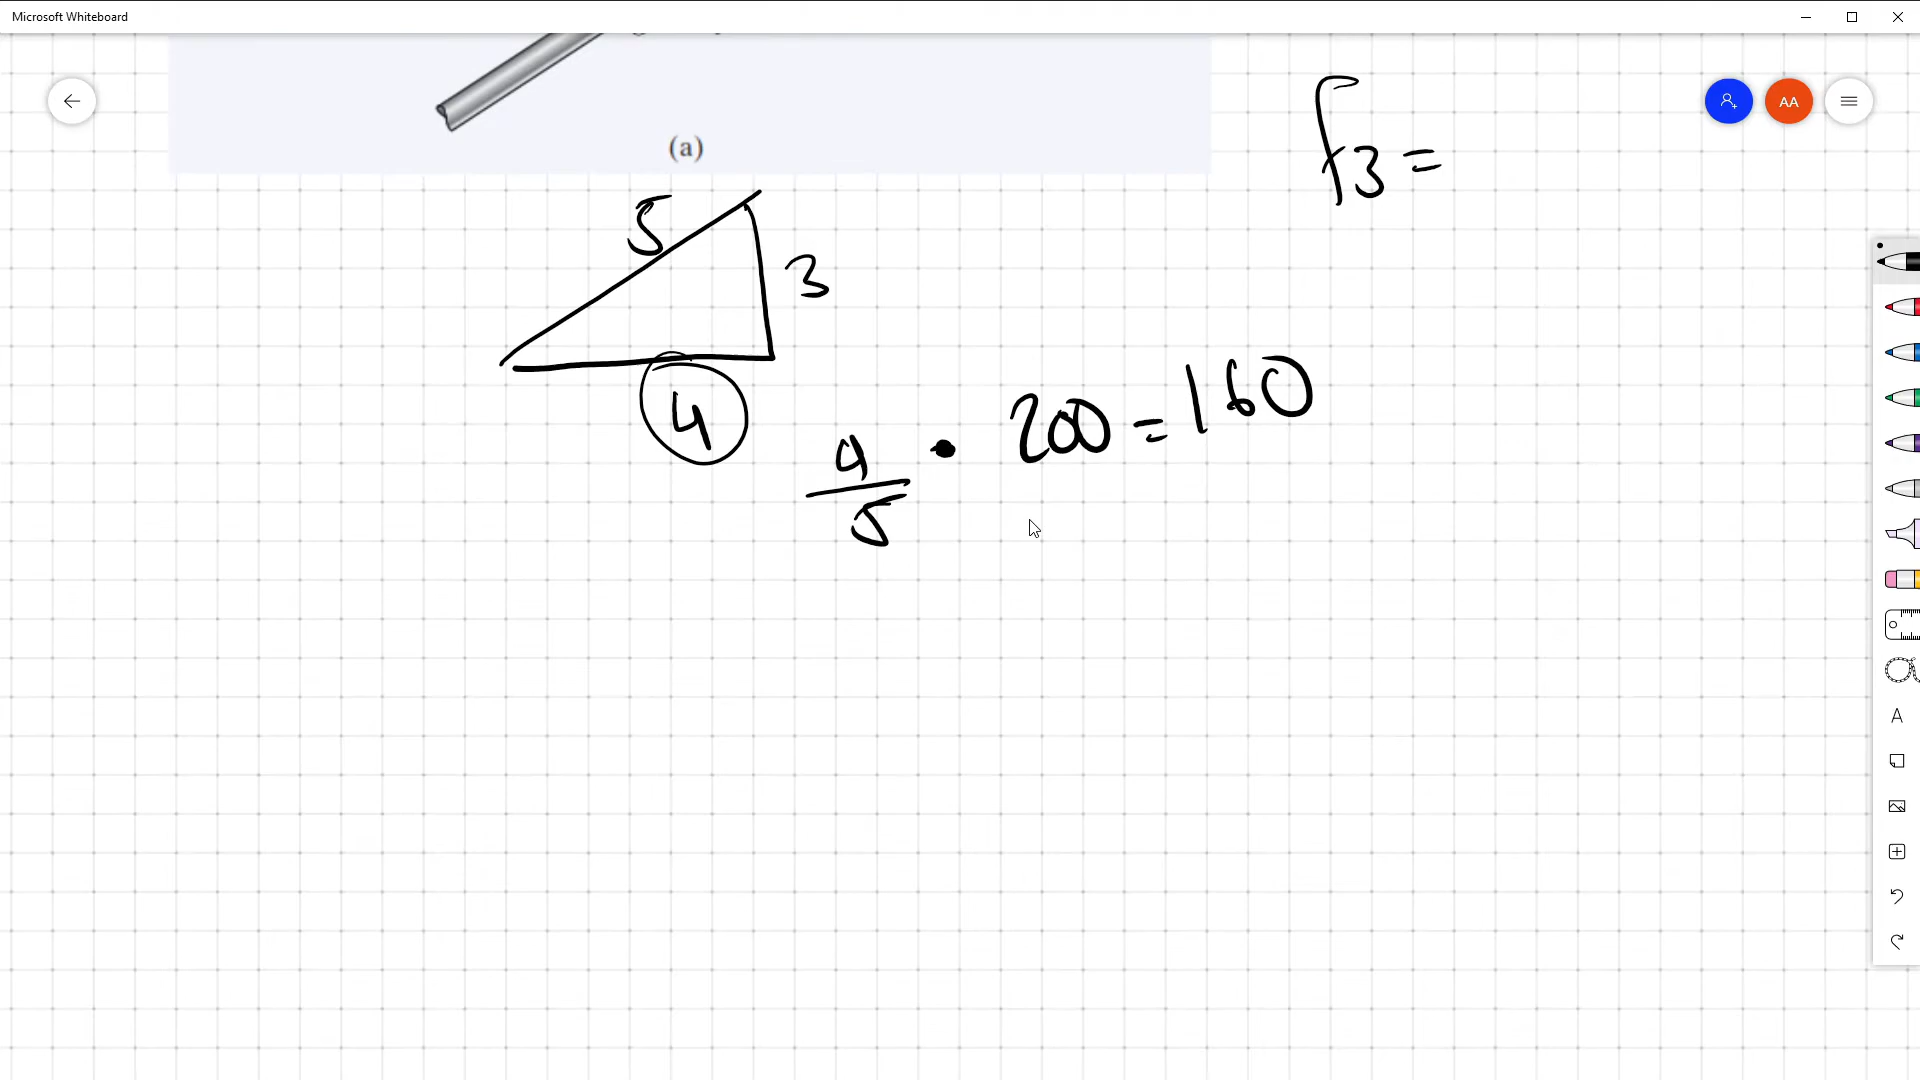 Microsoft Whiteboard
AA
(a)
F3 =
5
3
4
4/5 • 200 = 160
A